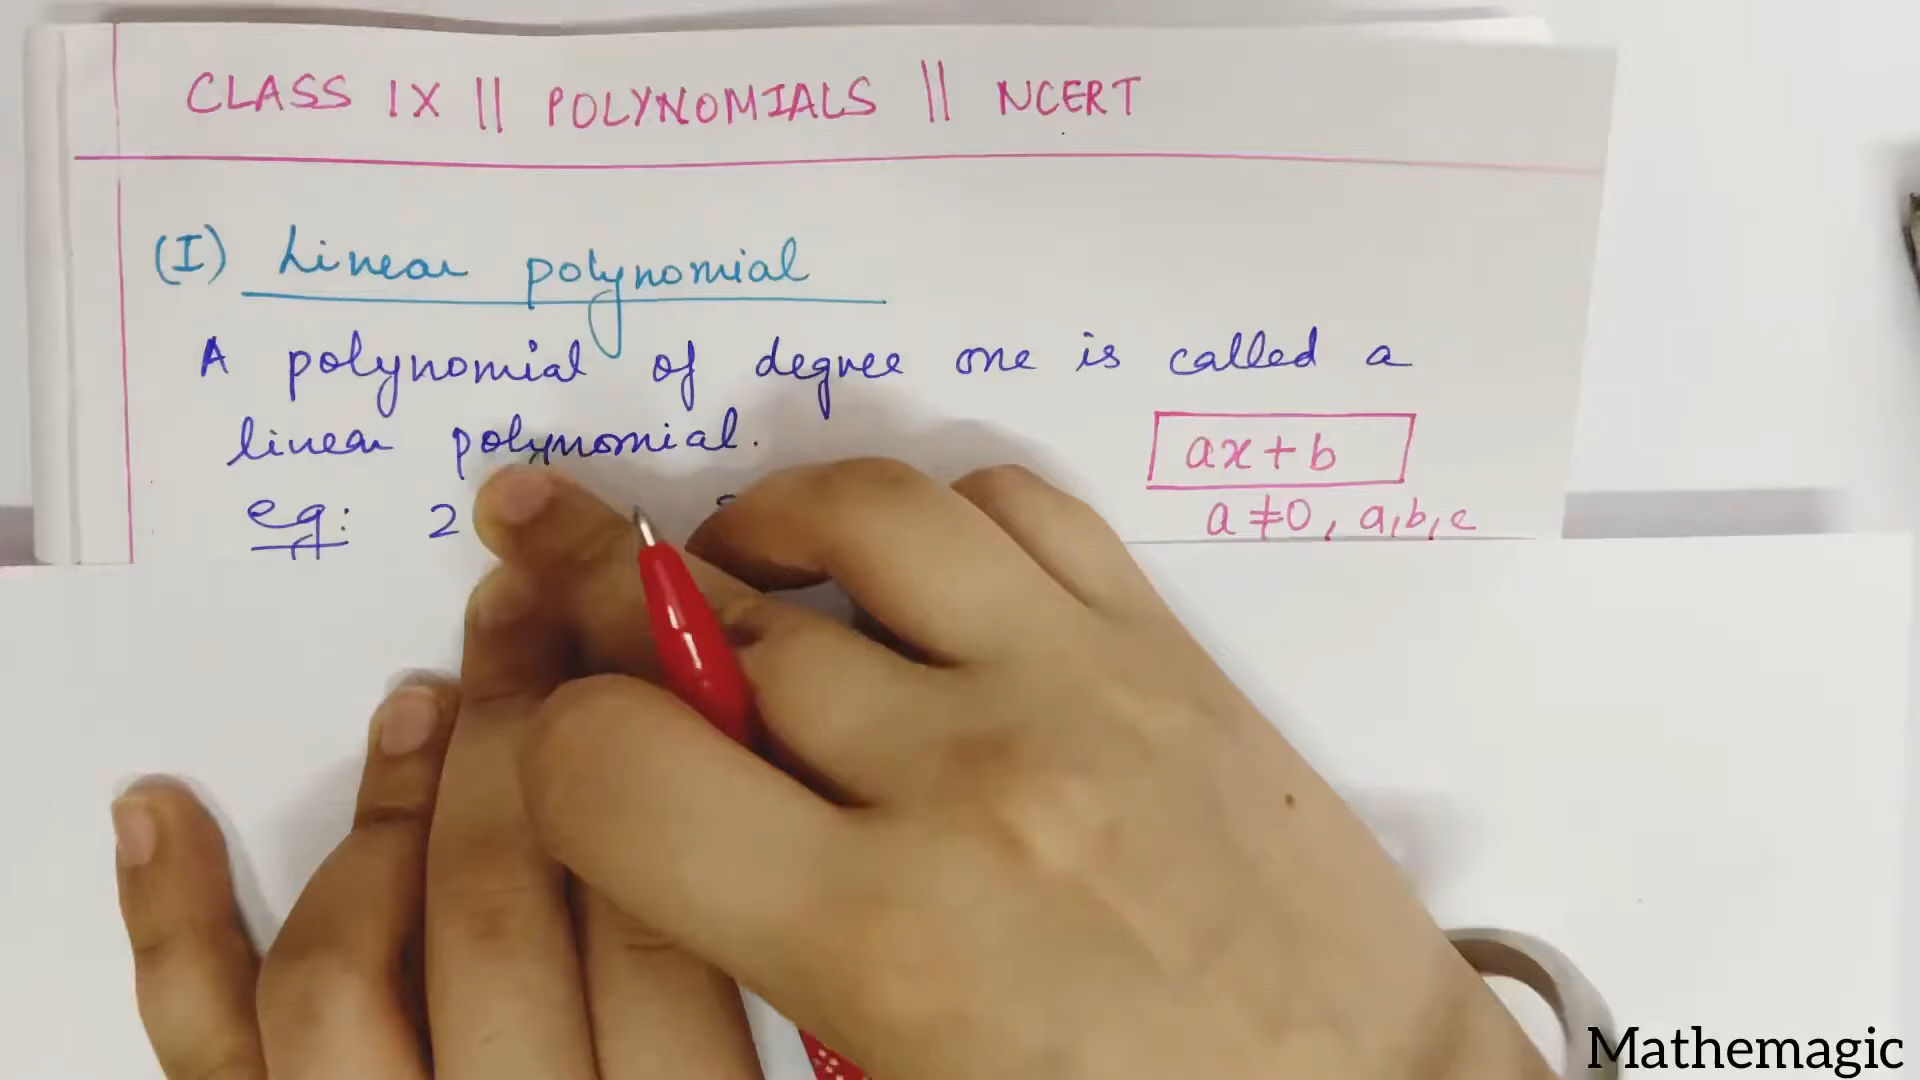 CLASS IX || POLYNOMIALS || NCERT
(I) Linear polynomial
A polynomial of degree one is called a
linear polynomial.
ax + b
eg: 2
a ≠ 0, a, b, c
Mathemagic